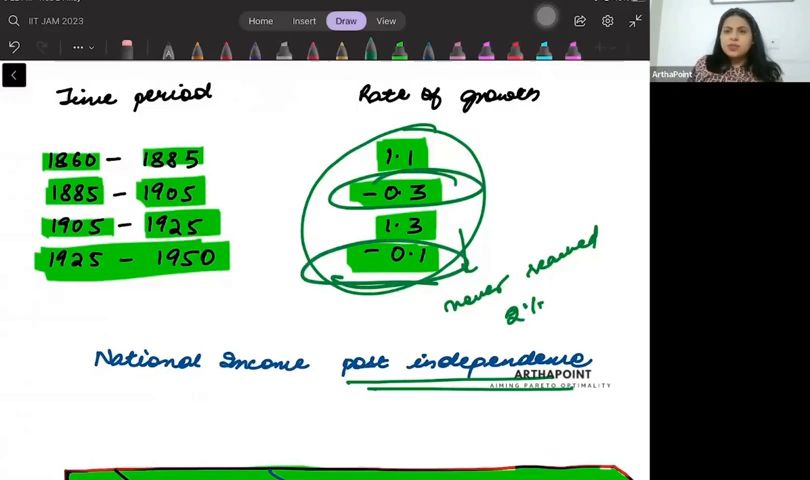 IIT JAM 2023
Home Insert Draw View
ArthaPoint
Time period Rate of growth
1860 - 1885 1.1
1885 - 1905 - 0.3
1905 - 1925 1.3
1925 - 1950 - 0.1
never reached
2%
National Income post independence
ARTHAPOINT
AIMING PARETO OPTIMALITY